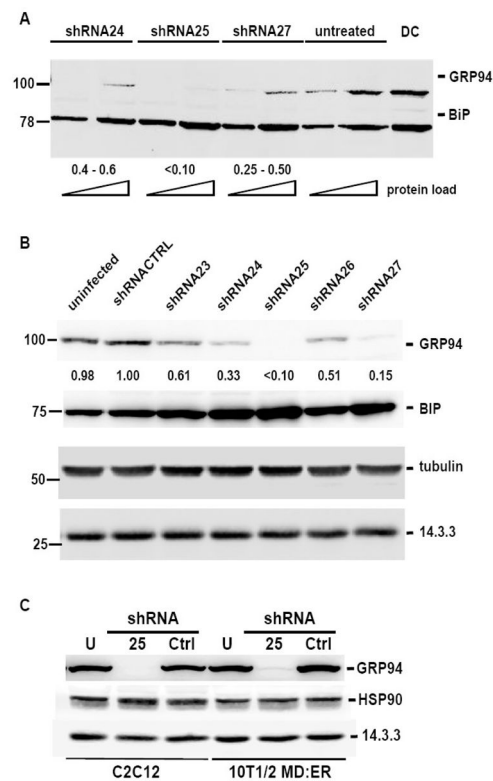 A
shRNA24 shRNA25 shRNA27 untreated DC
100
GRP94
78
BiP
0.4 - 0.6 <0.10 0.25 - 0.50
protein load
B
uninfected shRNACTRL shRNA23 shRNA24 shRNA25 shRNA26 shRNA27
100
GRP94
0.98 1.00 0.61 0.33 <0.10 0.51 0.15
75
BIP
tubulin
50
14.3.3
25
C
shRNA shRNA
U 25 Ctrl U 25 Ctrl
GRP94
HSP90
14.3.3
C2C12 10T1/2 MD:ER